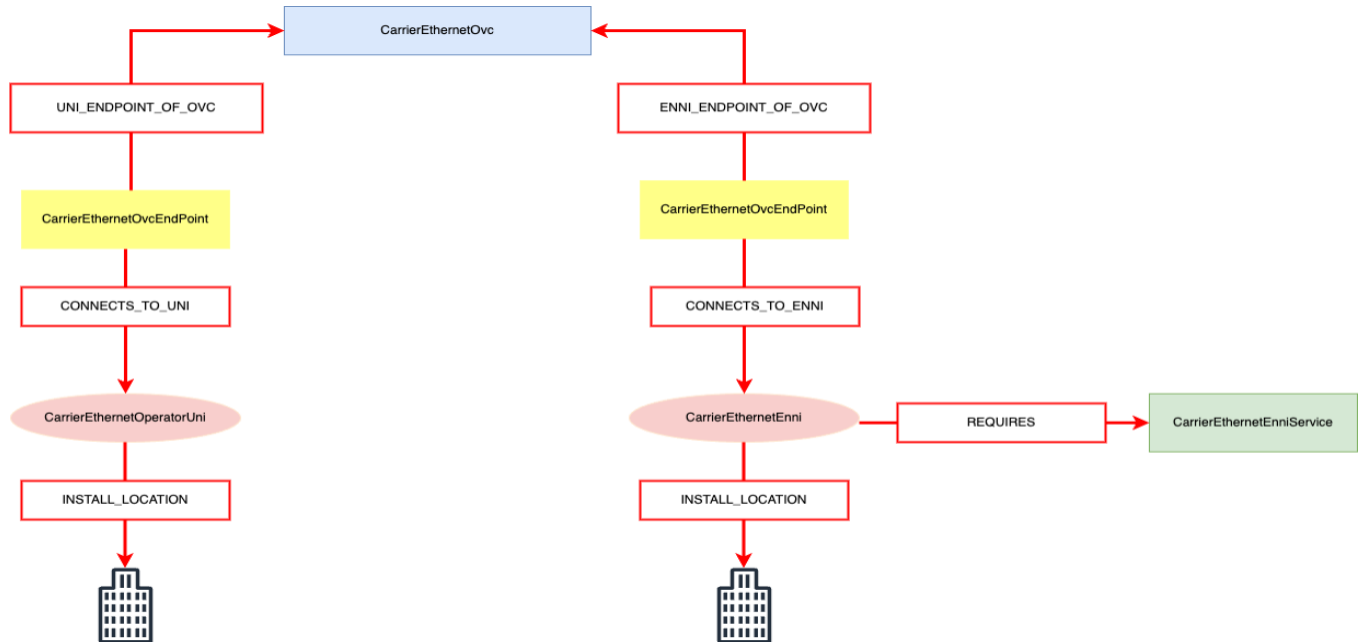 CarrierEthernetOvc
UNI_ENDPOINT_OF_OVC
ENNI_ENDPOINT_OF_OVC
CarrierEthernetOvcEndPoint
CarrierEthernetOvcEndPoint
CONNECTS_TO_UNI
CONNECTS_TO_ENNI
CarrierEthernetOperatorUni
CarrierEthernetEnni
REQUIRES
CarrierEthernetEnniService
INSTALL_LOCATION
INSTALL_LOCATION